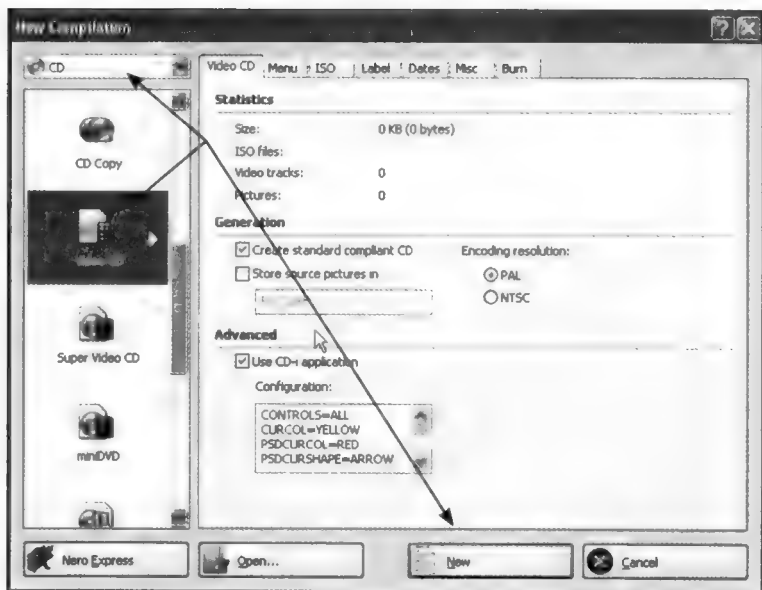 New Compilation
CD
CD Copy
Super Video CD
miniDVD
Video CD
Menu
ISO
Label
Dates
Misc
Burn
Statistics
Size: 0 KB (0 bytes)
ISO files:
Video tracks: 0
Pictures: 0
Generation
Create standard compliant CD
Store source pictures in
Encoding resolution:
PAL
NTSC
Advanced
Use CD-i application
Configuration:
CONTROLS=ALL
CURCOL=YELLOW
PSDCURCOL=RED
PSDCURSHAPE=ARROW
Nero Express
Open...
New
Cancel